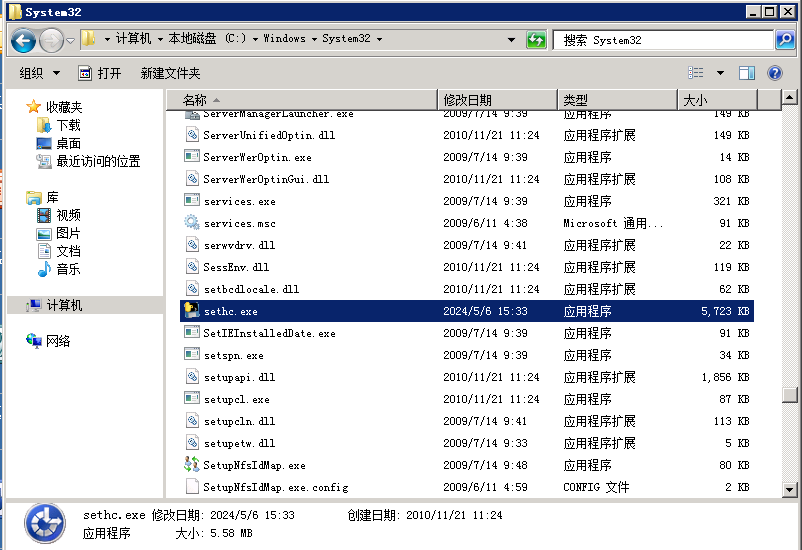 System32
计算机 本地磁盘 (C:) Windows System32
搜索 System32
组织 打开 新建文件夹
收藏夹
下载
桌面
最近访问的位置
库
视频
图片
文档
音乐
计算机
网络
名称 修改日期 类型 大小
ServerManagerLauncher.exe 2009/7/14 9:39 应用程序 149 KB
ServerUnifiedOptin.dll 2010/11/21 11:24 应用程序扩展 149 KB
ServerWerOptin.exe 2009/7/14 9:39 应用程序 14 KB
ServerWerOptinGui.dll 2010/11/21 11:24 应用程序扩展 108 KB
services.exe 2009/7/14 9:39 应用程序 321 KB
services.msc 2009/6/11 4:38 Microsoft 通用... 91 KB
serwvdrv.dll 2009/7/14 9:41 应用程序扩展 22 KB
SessEnv.dll 2010/11/21 11:24 应用程序扩展 119 KB
setbcdlocale.dll 2010/11/21 11:24 应用程序扩展 62 KB
sethc.exe 2024/5/6 15:33 应用程序 5,723 KB
SetIEInstalledDate.exe 2009/7/14 9:39 应用程序 91 KB
setspn.exe 2009/7/14 9:39 应用程序 34 KB
setupapi.dll 2010/11/21 11:24 应用程序扩展 1,856 KB
setupcl.exe 2010/11/21 11:24 应用程序 87 KB
setupcln.dll 2009/7/14 9:41 应用程序扩展 113 KB
setupetw.dll 2009/7/14 9:33 应用程序扩展 5 KB
SetupNfsIdMap.exe 2009/7/14 9:48 应用程序 80 KB
SetupNfsIdMap.exe.config 2009/6/11 4:59 CONFIG 文件 2 KB
sethc.exe 修改日期: 2024/5/6 15:33 创建日期: 2010/11/21 11:24
应用程序 大小: 5.58 MB